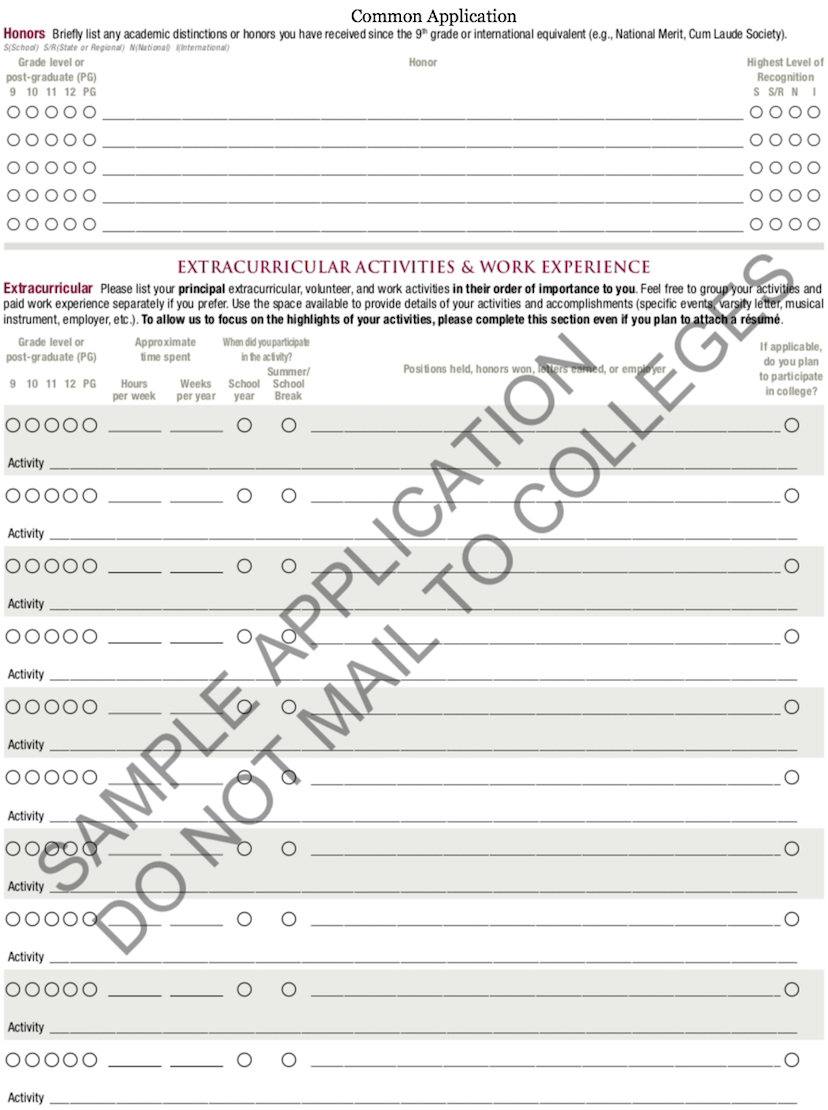 Common Application
Honors Briefly list any academic distinctions or honors you have received since the 9th grade or international equivalent (e.g., National Merit, Cum Laude Society).
S(School) S/R(State or Regional) N(National) I(International)
Grade level or
post-graduate (PG)
9 10 11 12 PG
Honor
Highest Level of
Recognition
S S/R N I
EXTRACURRICULAR ACTIVITIES & WORK EXPERIENCE
Extracurricular Please list your principal extracurricular, volunteer, and work activities in their order of importance to you. Feel free to group your activities and
paid work experience separately if you prefer. Use the space available to provide details of your activities and accomplishments (specific events, varsity letter, musical
instrument, employer, etc.). To allow us to focus on the highlights of your activities, please complete this section even if you plan to attach a résumé.
Grade level or
post-graduate (PG)
9 10 11 12 PG
Approximate
time spent
Hours
per week
Weeks
per year
When did you participate
in the activity?
School
year
Summer/
School
Break
Positions held, honors won, letters earned, or employer
If applicable,
do you plan
to participate
in college?
Activity
Activity
Activity
Activity
Activity
Activity
Activity
Activity
Activity
Activity
SAMPLE APPLICATION
DO NOT MAIL TO COLLEGES